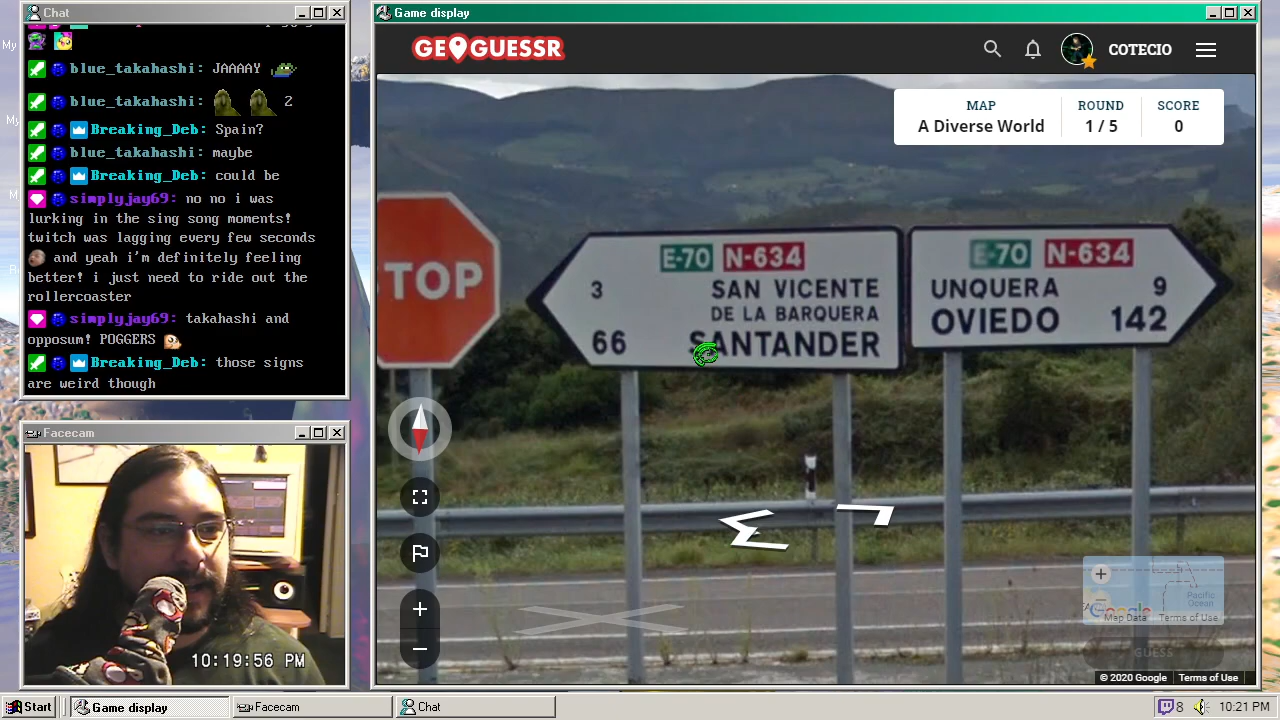 Chat
blue_takahashi: JAAAAY
blue_takahashi: 2
Breaking_Deb: Spain?
blue_takahashi: maybe
Breaking_Deb: could be
simplyjay69: no no i was
lurking in the sing song moments!
twitch was lagging every few seconds
and yeah i'm definitely feeling
better! i just need to ride out the
rollercoaster
simplyjay69: takahashi and
opposum! POGGERS
Breaking_Deb: those signs
are weird though
Facecam
10:19:56 PM
Game display
GEOGUESSR
COTECIO
MAP
A Diverse World
ROUND
1 / 5
SCORE
0
STOP
E-70 N-634
3 SAN VICENTE
DE LA BARQUERA
66 SANTANDER
E-70 N-634
UNQUERA 9
OVIEDO 142
Pacific
Ocean
Google
Map Data Terms of Use
GUESS
© 2020 Google Terms of Use
Start Game display Facecam Chat 8 10:21 PM